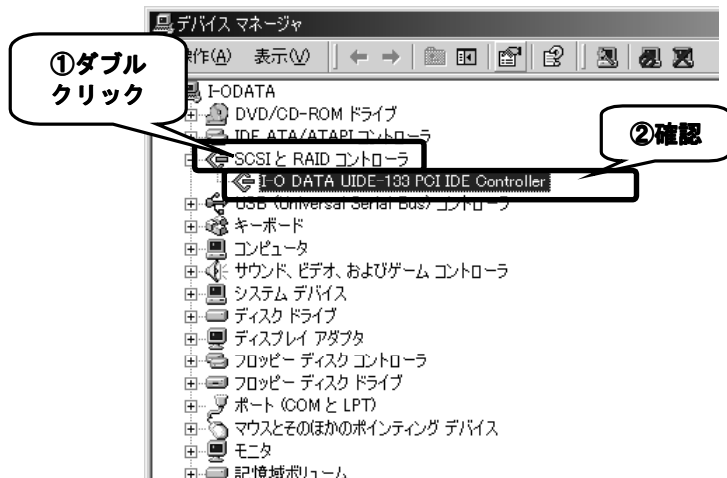 デバイス マネージャ
操作(A) 表示(V)
①ダブル
クリック
I-ODATA
DVD/CD-ROM ドライブ
IDE ATA/ATAPI コントローラ
②確認
SCSI と RAID コントローラ
I-O DATA UIDE-133 PCI IDE Controller
USB (Universal Serial Bus) コントローラ
キーボード
コンピュータ
サウンド、ビデオ、およびゲーム コントローラ
システム デバイス
ディスク ドライブ
ディスプレイ アダプタ
フロッピー ディスク コントローラ
フロッピー ディスク ドライブ
ポート (COM と LPT)
マウスとそのほかのポインティング デバイス
モニタ
記憶域ボリューム